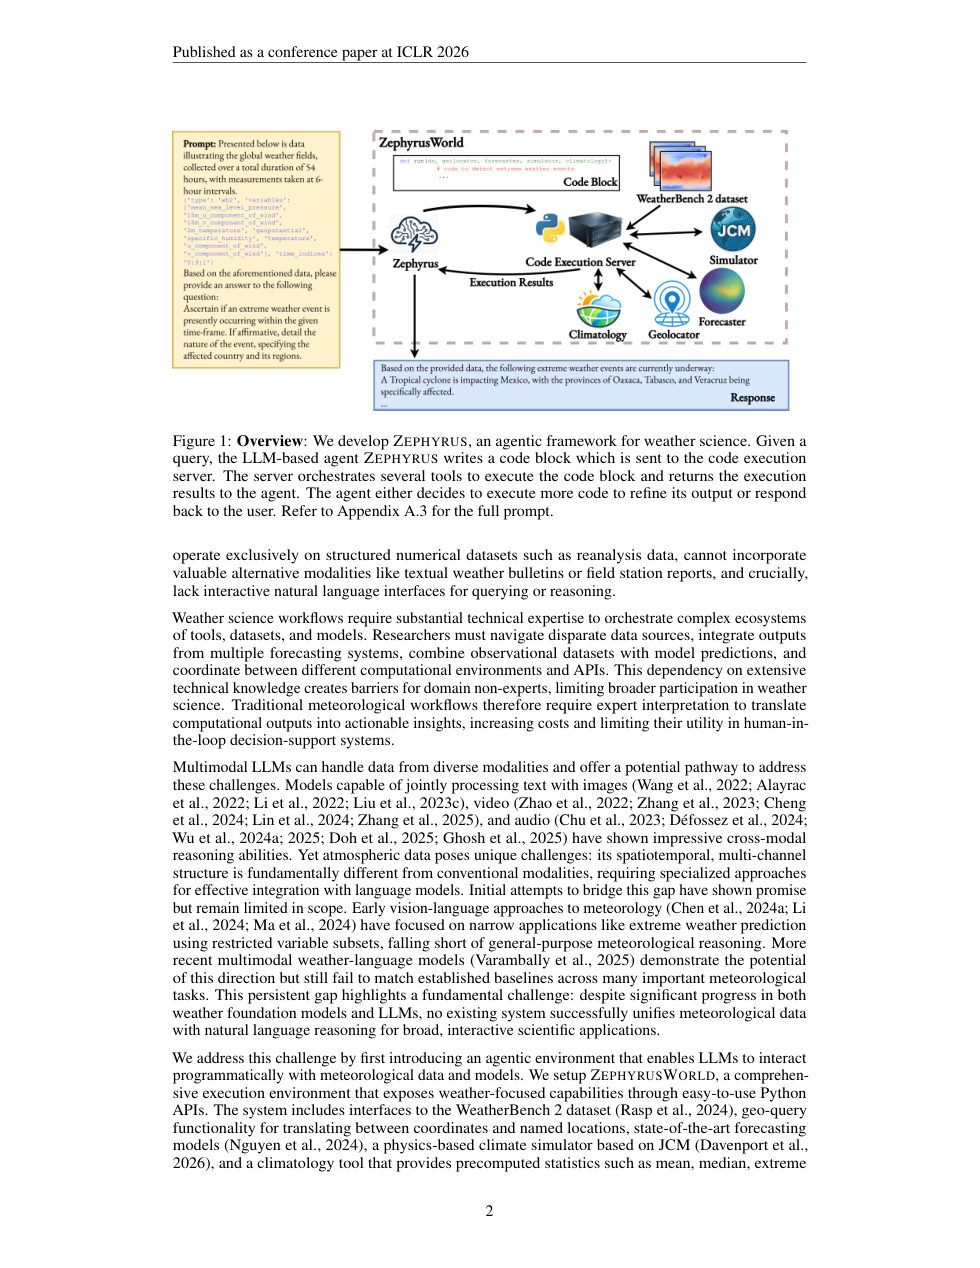 Published as a conference paper at ICLR 2026
Prompt: Presented below is data
illustrating the global weather fields,
collected over a total duration of 54
hours, with measurements taken at 6-
hour intervals.
{'type': 'wb2', 'variables':
['mean_sea_level_pressure',
'10m_u_component_of_wind',
'10m_v_component_of_wind',
'2m_temperature', 'geopotential',
'specific_humidity', 'temperature',
'u_component_of_wind',
'v_component_of_wind'], 'time_indices':
'0:9:1'}
Based on the aforementioned data, please
provide an answer to the following
question:
Ascertain if an extreme weather event is
presently occurring within the given
time-frame. If affirmative, detail the
nature of the event, specifying the
affected country and its regions.
ZephyrusWorld
def run(ds, geolocator, forecaster, simulator, climatology):
# code to detect extreme weather events
...
Code Block
WeatherBench 2 dataset
Zephyrus
Code Execution Server
JCM
Simulator
Execution Results
Climatology
Geolocator
Forecaster
Based on the provided data, the following extreme weather events are currently underway:
A Tropical cyclone is impacting Mexico, with the provinces of Oaxaca, Tabasco, and Veracruz being
specifically affected.
...
Response
Figure 1: Overview: We develop ZEPHYRUS, an agentic framework for weather science. Given a
query, the LLM-based agent ZEPHYRUS writes a code block which is sent to the code execution
server. The server orchestrates several tools to execute the code block and returns the execution
results to the agent. The agent either decides to execute more code to refine its output or respond
back to the user. Refer to Appendix A.3 for the full prompt.
operate exclusively on structured numerical datasets such as reanalysis data, cannot incorporate
valuable alternative modalities like textual weather bulletins or field station reports, and crucially,
lack interactive natural language interfaces for querying or reasoning.
Weather science workflows require substantial technical expertise to orchestrate complex ecosystems
of tools, datasets, and models. Researchers must navigate disparate data sources, integrate outputs
from multiple forecasting systems, combine observational datasets with model predictions, and
coordinate between different computational environments and APIs. This dependency on extensive
technical knowledge creates barriers for domain non-experts, limiting broader participation in weather
science. Traditional meteorological workflows therefore require expert interpretation to translate
computational outputs into actionable insights, increasing costs and limiting their utility in human-in-
the-loop decision-support systems.
Multimodal LLMs can handle data from diverse modalities and offer a potential pathway to address
these challenges. Models capable of jointly processing text with images (Wang et al., 2022; Alayrac
et al., 2022; Li et al., 2022; Liu et al., 2023c), video (Zhao et al., 2022; Zhang et al., 2023; Cheng
et al., 2024; Lin et al., 2024; Zhang et al., 2025), and audio (Chu et al., 2023; Défossez et al., 2024;
Wu et al., 2024a; 2025; Doh et al., 2025; Ghosh et al., 2025) have shown impressive cross-modal
reasoning abilities. Yet atmospheric data poses unique challenges: its spatiotemporal, multi-channel
structure is fundamentally different from conventional modalities, requiring specialized approaches
for effective integration with language models. Initial attempts to bridge this gap have shown promise
but remain limited in scope. Early vision-language approaches to meteorology (Chen et al., 2024a; Li
et al., 2024; Ma et al., 2024) have focused on narrow applications like extreme weather prediction
using restricted variable subsets, falling short of general-purpose meteorological reasoning. More
recent multimodal weather-language models (Varambally et al., 2025) demonstrate the potential
of this direction but still fail to match established baselines across many important meteorological
tasks. This persistent gap highlights a fundamental challenge: despite significant progress in both
weather foundation models and LLMs, no existing system successfully unifies meteorological data
with natural language reasoning for broad, interactive scientific applications.
We address this challenge by first introducing an agentic environment that enables LLMs to interact
programmatically with meteorological data and models. We setup ZEPHYRUSWORLD, a comprehen-
sive execution environment that exposes weather-focused capabilities through easy-to-use Python
APIs. The system includes interfaces to the WeatherBench 2 dataset (Rasp et al., 2024), geo-query
functionality for translating between coordinates and named locations, state-of-the-art forecasting
models (Nguyen et al., 2024), a physics-based climate simulator based on JCM (Davenport et al.,
2026), and a climatology tool that provides precomputed statistics such as mean, median, extreme
2